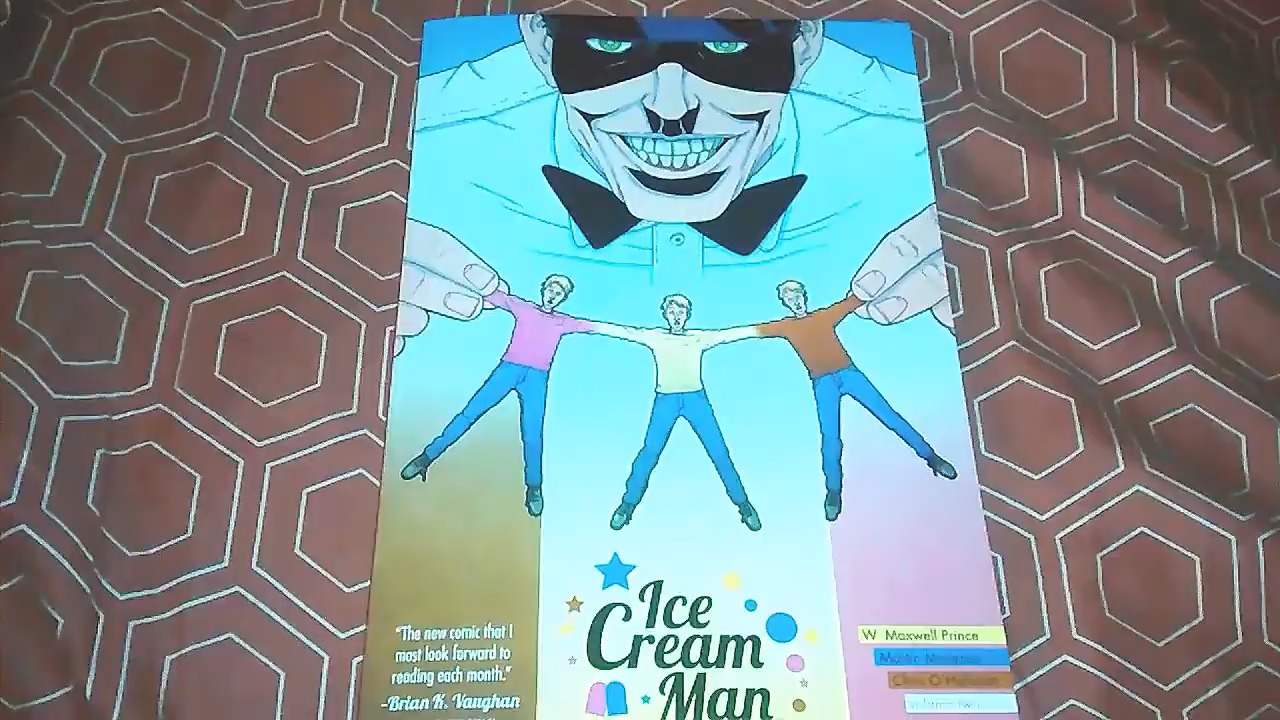 Ice
Cream
Man
"The new comic that I
most look forward to
reading each month."
-Brian K. Vaughan
W Maxwell Prince